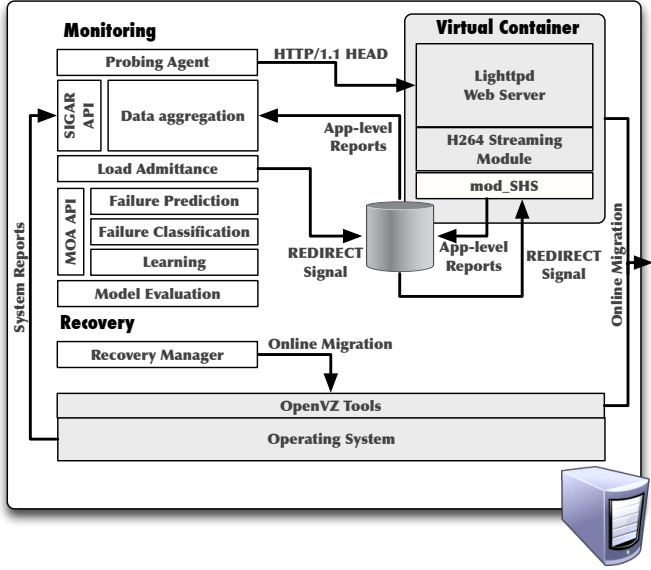 Monitoring
Virtual Container
Probing Agent
HTTP/1.1 HEAD
Lighttpd
Web Server
SIGAR
API
Data aggregation
App-level
Reports
H264 Streaming
Module
Load Admittance
mod_SHS
MOA API
Failure Prediction
Failure Classification
Learning
REDIRECT
Signal
App-level
Reports
REDIRECT
Signal
Model Evaluation
System Reports
Online Migration
Recovery
Recovery Manager
Online Migration
OpenVZ Tools
Operating System